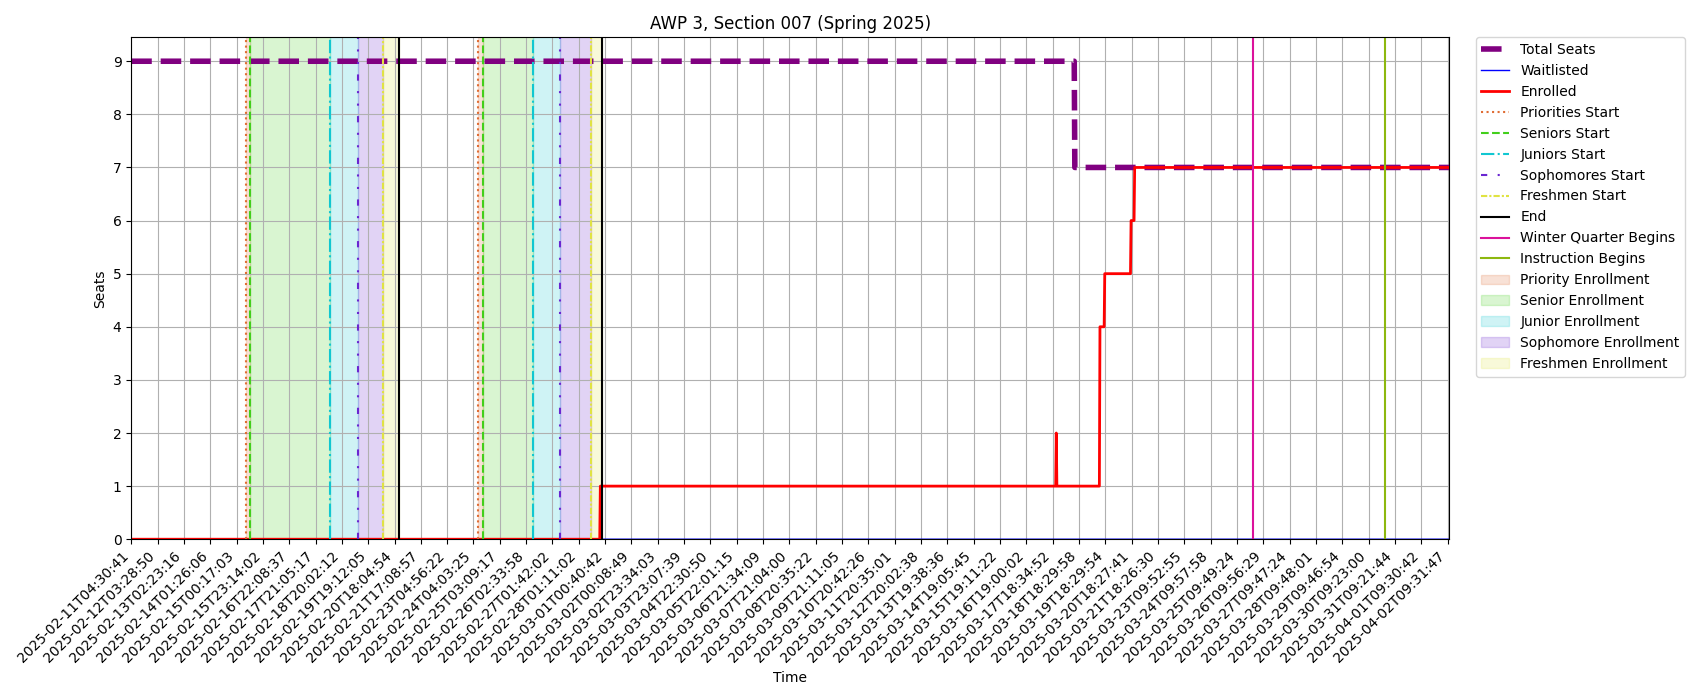 AWP 3, Section 007 (Spring 2025)
Seats
9
8
7
6
5
4
3
2
1
0
2025-02-11T04:30:41
2025-02-12T03:28:50
2025-02-13T02:23:16
2025-02-14T01:26:06
2025-02-15T00:17:03
2025-02-15T23:14:02
2025-02-16T22:08:37
2025-02-17T21:05:17
2025-02-18T20:02:12
2025-02-19T19:12:05
2025-02-20T18:04:54
2025-02-21T17:08:57
2025-02-23T04:56:22
2025-02-24T04:03:25
2025-02-25T03:09:17
2025-02-26T02:33:58
2025-02-27T01:42:02
2025-02-28T01:11:02
2025-03-01T00:40:42
2025-03-02T00:08:49
2025-03-02T23:34:03
2025-03-03T23:07:39
2025-03-04T22:30:50
2025-03-05T22:01:15
2025-03-06T21:34:09
2025-03-07T21:04:00
2025-03-08T20:35:22
2025-03-09T21:11:05
2025-03-10T20:42:26
2025-03-11T20:35:01
2025-03-12T20:02:38
2025-03-13T19:38:36
2025-03-14T19:05:45
2025-03-15T19:11:22
2025-03-16T19:00:02
2025-03-17T18:34:52
2025-03-18T18:29:58
2025-03-19T18:29:54
2025-03-20T18:27:41
2025-03-21T18:26:30
2025-03-23T09:52:55
2025-03-24T09:57:58
2025-03-25T09:49:24
2025-03-26T09:56:29
2025-03-27T09:47:24
2025-03-28T09:48:01
2025-03-29T09:46:54
2025-03-30T09:23:00
2025-03-31T09:21:44
2025-04-01T09:30:42
2025-04-02T09:31:47
Time
Total Seats
Waitlisted
Enrolled
Priorities Start
Seniors Start
Juniors Start
Sophomores Start
Freshmen Start
End
Winter Quarter Begins
Instruction Begins
Priority Enrollment
Senior Enrollment
Junior Enrollment
Sophomore Enrollment
Freshmen Enrollment